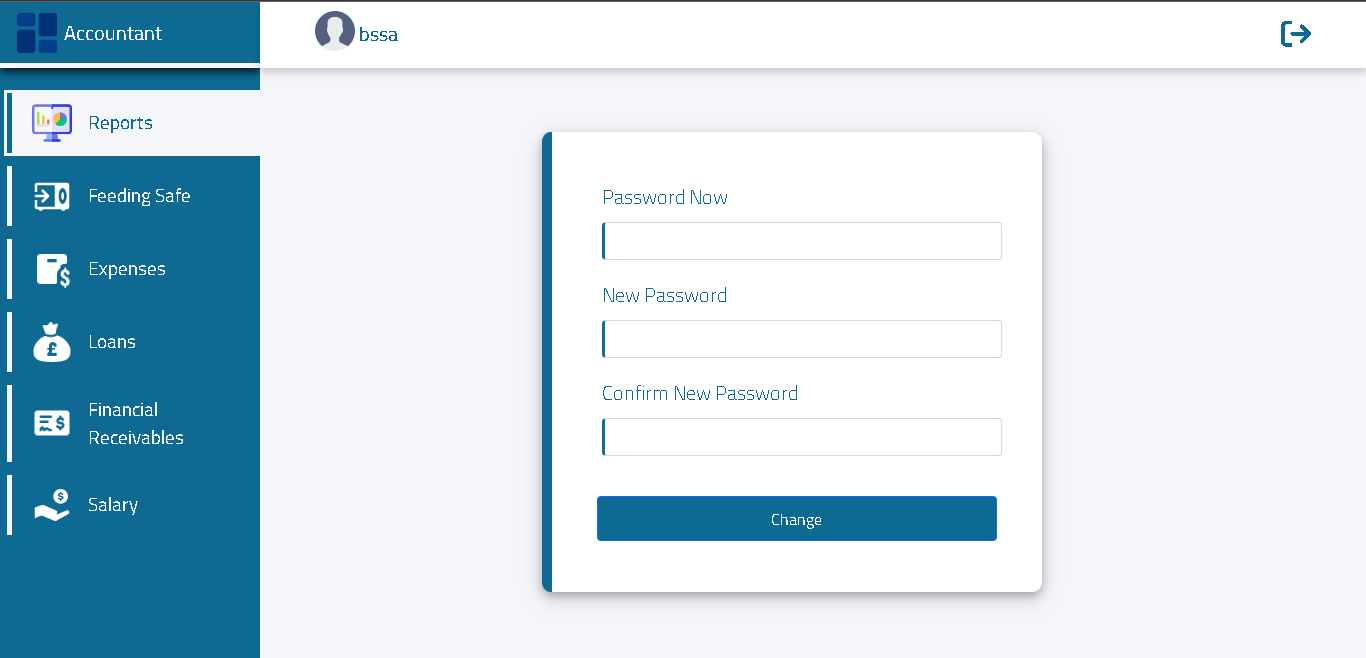 Accountant
bssa
Reports
Feeding Safe
Expenses
Loans
Financial
Receivables
Salary
Password Now
New Password
Confirm New Password
Change